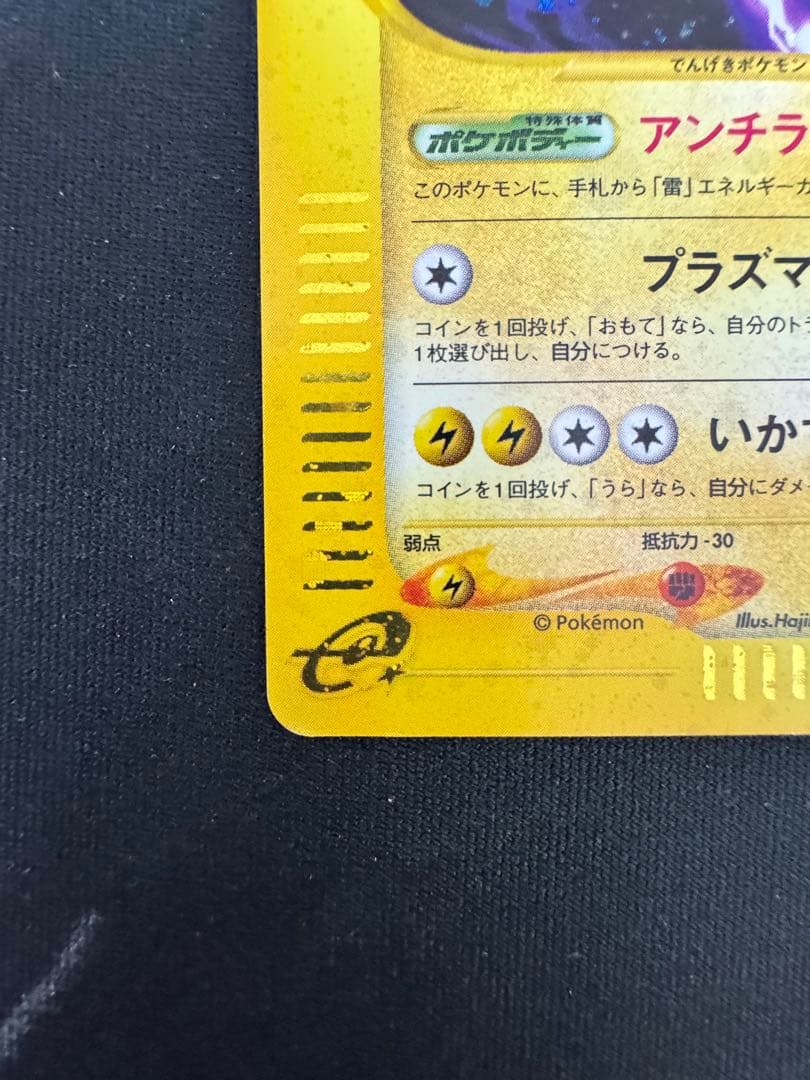 でんげきポケモン
特殊体質
ポケボディー
アンチラ
このポケモンに、手札から「雷」エネルギーカ
プラズマ
コインを1回投げ、「おもて」なら、自分のト
1枚選び出し、自分につける。
いかず
コインを1回投げ、「うら」なら、自分にダメー
弱点
抵抗力 -30
© Pokémon
Illus.Haji